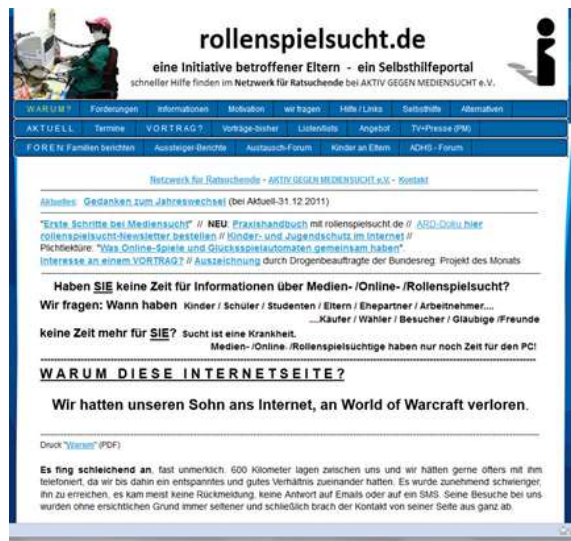 rollenspielsucht.de
eine Initiative betroffener Eltern - ein Selbsthilfeportal
schneller Hilfe finden im Netzwerk für Ratsuchende bei AKTIV GEGEN MEDIENSUCHT e.V.
WARUM? Forderungen Informationen Motivation wir fragen Hilfe / Links Selbsthilfe Alternativen
AKTUELL Termine VORTRAG? Vorträge-bisher Listen/lists Angebot TV+Presse (PM)
FOREN: Familien berichten Aussteiger-Berichte Austausch-Forum Kinder an Eltern ADHS - Forum
Netzwerk für Ratsuchende - AKTIV GEGEN MEDIENSUCHT e.V. - Kontakt
Aktuelles: Gedanken zum Jahreswechsel (bei Aktuell-31.12.2011)
"Erste Schritte bei Mediensucht" // NEU: Praxishandbuch mit rollenspielsucht.de // ARD-Doku hier
rollenspielsucht-Newsletter bestellen // Kinder- und Jugendschutz im Internet //
Plichtlektüre: "Was Online-Spiele und Glücksspielautomaten gemeinsam haben".
Interesse an einem VORTRAG? // Auszeichnung durch Drogenbeauftragte der Bundesreg: Projekt des Monats
Haben SIE keine Zeit für Informationen über Medien- /Online- /Rollenspielsucht?
Wir fragen: Wann haben Kinder / Schüler / Studenten / Eltern / Ehepartner / Arbeitnehmer....
....Käufer / Wähler / Besucher / Gläubige /Freunde
keine Zeit mehr für SIE? Sucht ist eine Krankheit.
Medien- /Online- /Rollenspielsüchtige haben nur noch Zeit für den PC!
WARUM DIESE INTERNETSEITE?
Wir hatten unseren Sohn ans Internet, an World of Warcraft verloren.
Druck "Warum" (PDF)
Es fing schleichend an, fast unmerklich. 600 Kilometer lagen zwischen uns und wir hätten gerne öfters mit ihm
telefoniert, da wir bis dahin ein entspanntes und gutes Verhältnis zueinander hatten. Es wurde zunehmend schwieriger,
ihn zu erreichen, es kam meist keine Rückmeldung, keine Antwort auf Emails oder auf ein SMS. Seine Besuche bei uns
wurden ohne ersichtlichen Grund immer seltener und schließlich brach der Kontakt von seiner Seite aus ganz ab.